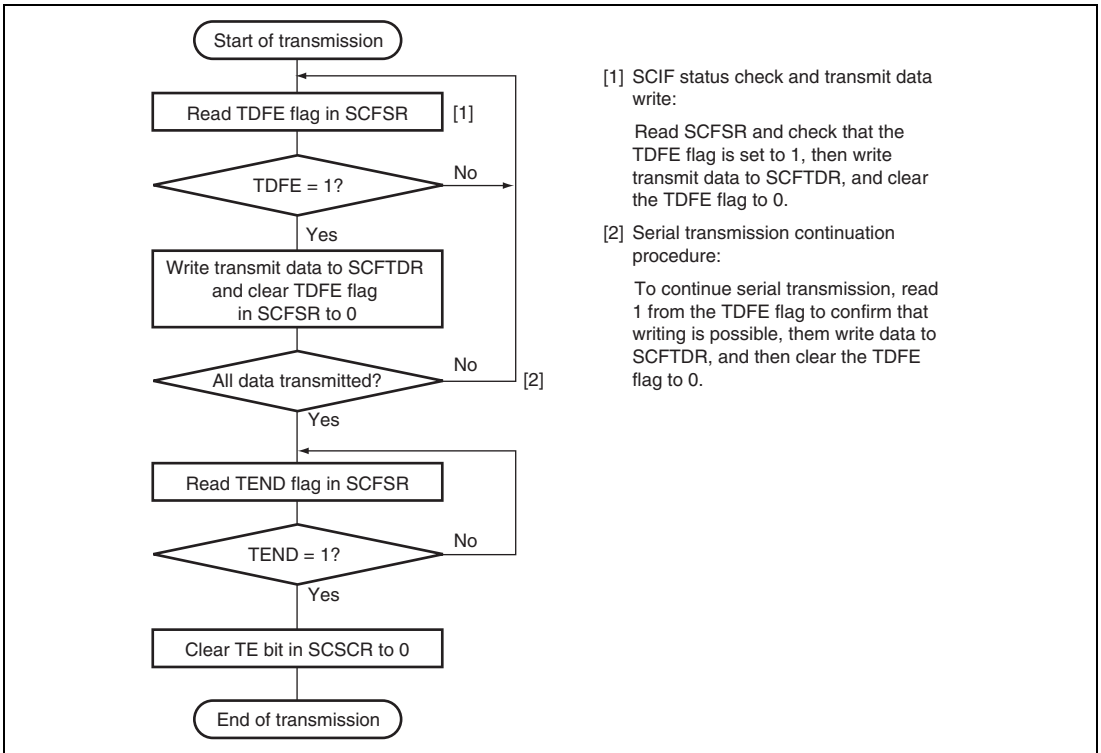 Start of transmission
Read TDFE flag in SCFSR
[1]
TDFE = 1?
No
Yes
Write transmit data to SCFTDR
and clear TDFE flag
in SCFSR to 0
All data transmitted?
No
[2]
Yes
Read TEND flag in SCFSR
TEND = 1?
No
Yes
Clear TE bit in SCSCR to 0
End of transmission
[1] SCIF status check and transmit data
write:
Read SCFSR and check that the
TDFE flag is set to 1, then write
transmit data to SCFTDR, and clear
the TDFE flag to 0.
[2] Serial transmission continuation
procedure:
To continue serial transmission, read
1 from the TDFE flag to confirm that
writing is possible, them write data to
SCFTDR, and then clear the TDFE
flag to 0.